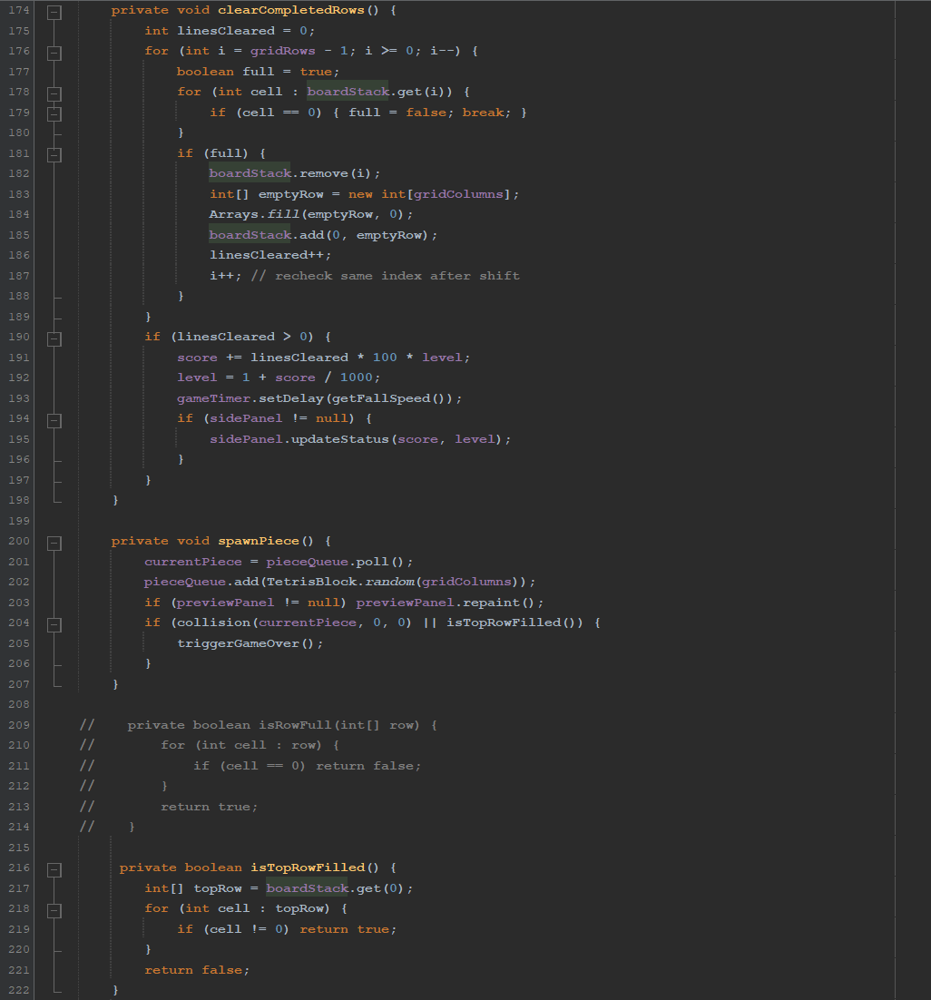 174 private void clearCompletedRows() {
175 int linesCleared = 0;
176 for (int i = gridRows - 1; i >= 0; i--) {
177 boolean full = true;
178 for (int cell : boardStack.get(i)) {
179 if (cell == 0) { full = false; break; }
180 }
181 if (full) {
182 boardStack.remove(i);
183 int[] emptyRow = new int[gridColumns];
184 Arrays.fill(emptyRow, 0);
185 boardStack.add(0, emptyRow);
186 linesCleared++;
187 i++; // recheck same index after shift
188 }
189 }
190 if (linesCleared > 0) {
191 score += linesCleared * 100 * level;
192 level = 1 + score / 1000;
193 gameTimer.setDelay(getFallSpeed());
194 if (sidePanel != null) {
195 sidePanel.updateStatus(score, level);
196 }
197 }
198 }
199
200 private void spawnPiece() {
201 currentPiece = pieceQueue.poll();
202 pieceQueue.add(TetrisBlock.random(gridColumns));
203 if (previewPanel != null) previewPanel.repaint();
204 if (collision(currentPiece, 0, 0) || isTopRowFilled()) {
205 triggerGameOver();
206 }
207 }
208
209 // private boolean isRowFull(int[] row) {
210 // for (int cell : row) {
211 // if (cell == 0) return false;
212 // }
213 // return true;
214 // }
215
216 private boolean isTopRowFilled() {
217 int[] topRow = boardStack.get(0);
218 for (int cell : topRow) {
219 if (cell != 0) return true;
220 }
221 return false;
222 }